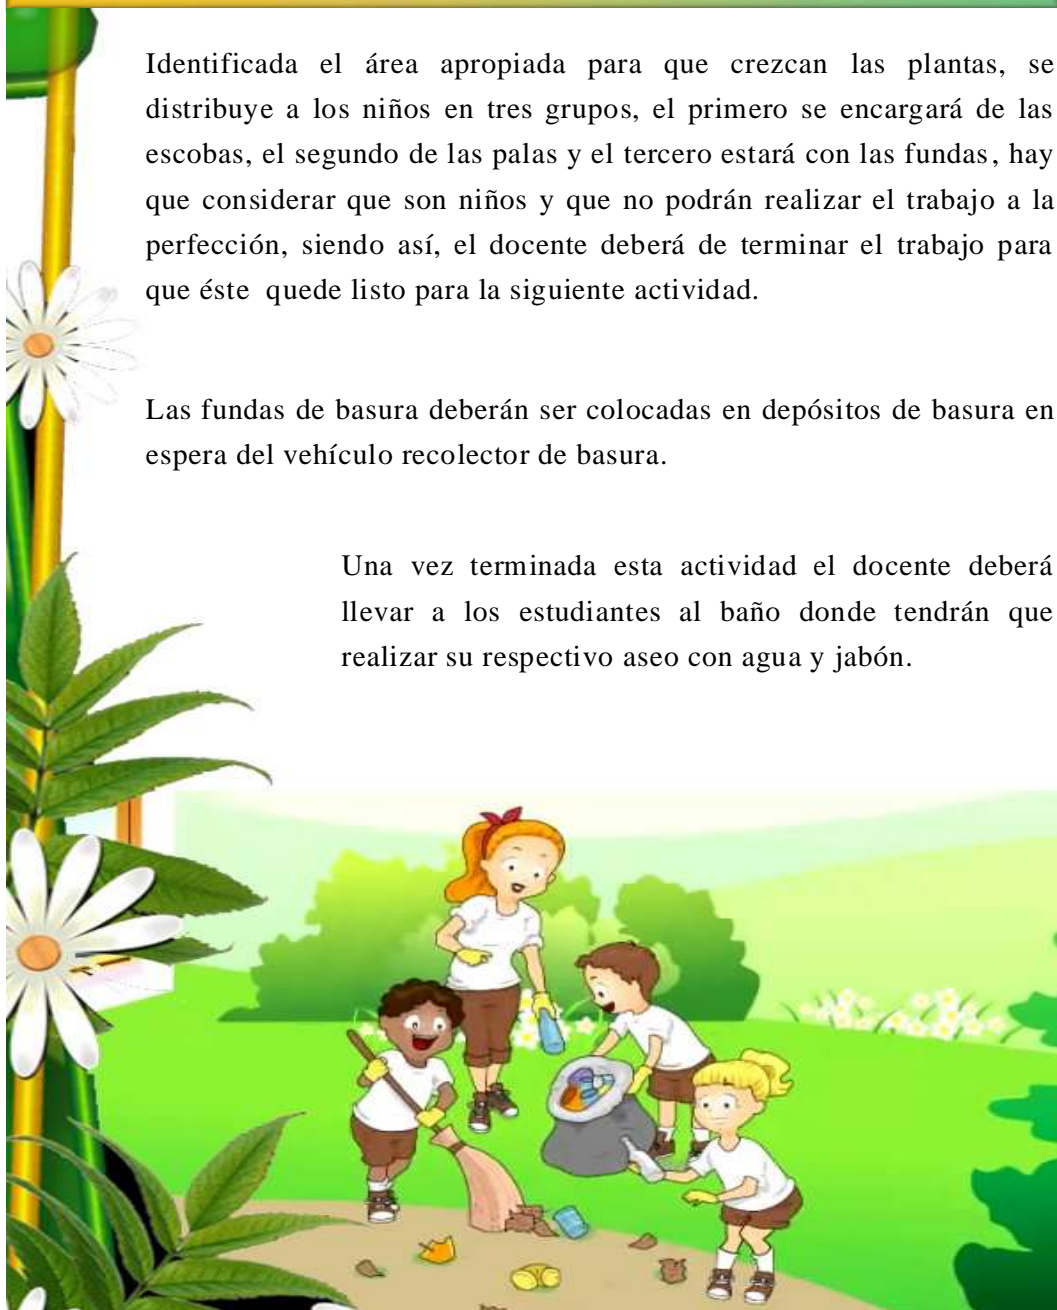 Identificada el área apropiada para que crezcan las plantas, se
distribuye a los niños en tres grupos, el primero se encargará de las
escobas, el segundo de las palas y el tercero estará con las fundas, hay
que considerar que son niños y que no podrán realizar el trabajo a la
perfección, siendo así, el docente deberá de terminar el trabajo para
que éste quede listo para la siguiente actividad.
Las fundas de basura deberán ser colocadas en depósitos de basura en
espera del vehículo recolector de basura.
Una vez terminada esta actividad el docente deberá
llevar a los estudiantes al baño donde tendrán que
realizar su respectivo aseo con agua y jabón.